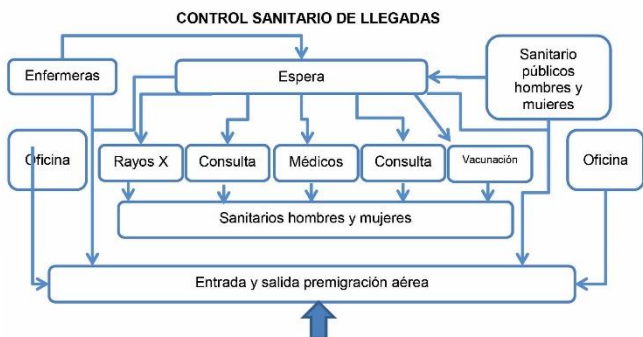 CONTROL SANITARIO DE LLEGADAS
Enfermeras
Espera
Sanitario
públicos
hombres y
mujeres
Oficina
Rayos X
Consulta
Médicos
Consulta
Vacunación
Oficina
Sanitarios hombres y mujeres
Entrada y salida premigración aérea